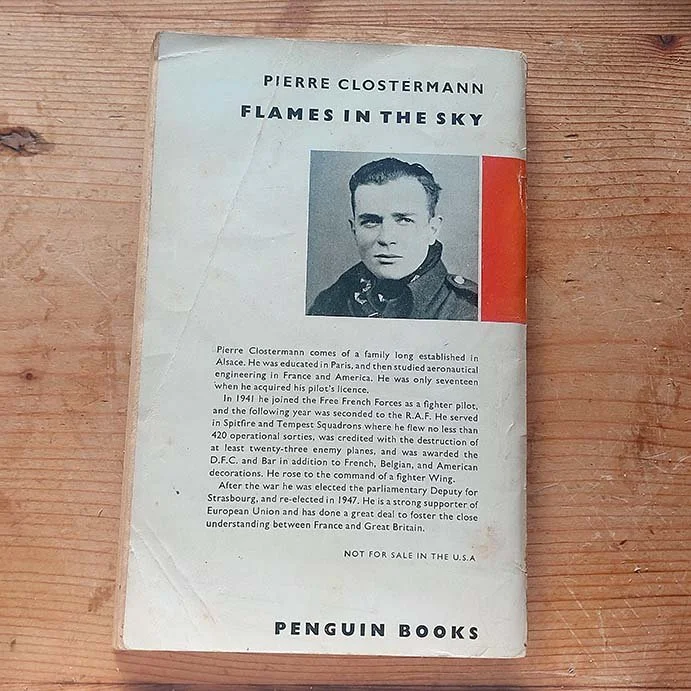 PIERRE CLOSTERMANN
FLAMES IN THE SKY
Pierre Clostermann comes of a family long established in
Alsace. He was educated in Paris, and then studied aeronautical
engineering in France and America. He was only seventeen
when he acquired his pilot's licence.
In 1941 he joined the Free French Forces as a fighter pilot,
and the following year was seconded to the R.A.F. He served
in Spitfire and Tempest Squadrons where he flew no less than
420 operational sorties, was credited with the destruction of
at least twenty-three enemy planes, and was awarded the
D.F.C. and Bar in addition to French, Belgian, and American
decorations. He rose to the command of a fighter Wing.
After the war he was elected the parliamentary Deputy for
Strasbourg, and re-elected in 1947. He is a strong supporter of
European Union and has done a great deal to foster the close
understanding between France and Great Britain.
NOT FOR SALE IN THE U.S.A
PENGUIN BOOKS